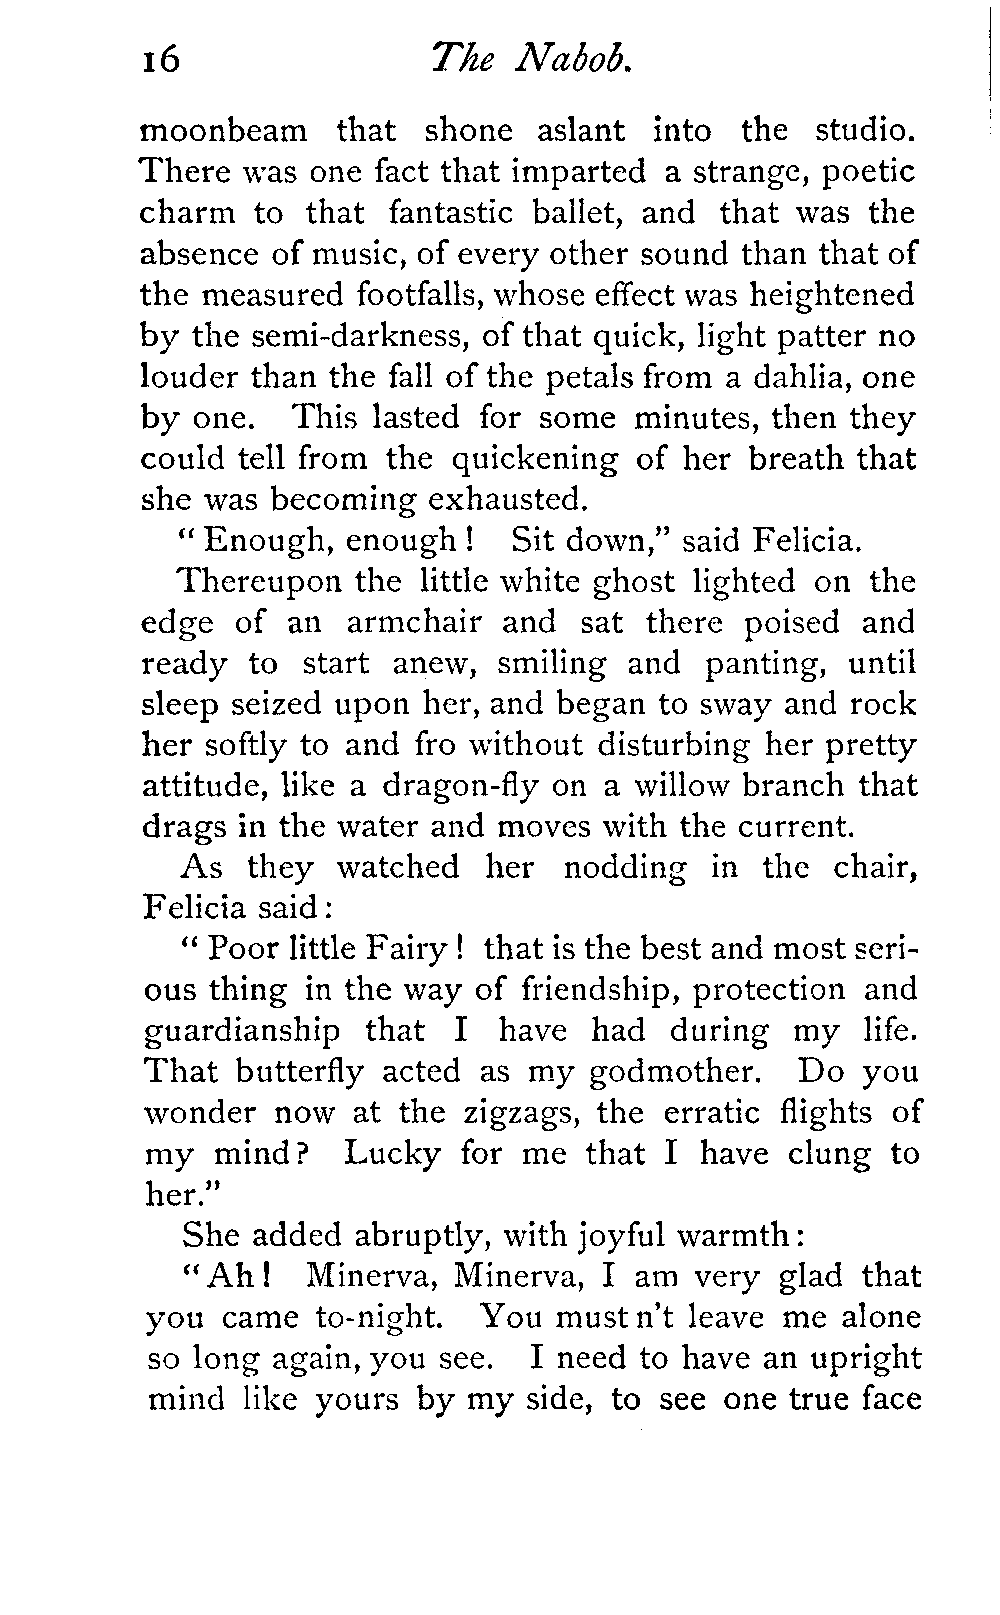 16 The Nabob.
moonbeam that shone aslant into the studio.
There was one fact that imparted a strange, poetic
charm to that fantastic ballet, and that was the
absence of music, of every other sound than that of
the measured footfalls, whose effect was heightened
by the semi-darkness, of that quick, light patter no
louder than the fall of the petals from a dahlia, one
by one. This lasted for some minutes, then they
could tell from the quickening of her breath that
she was becoming exhausted.
" Enough, enough ! Sit down," said Felicia.
Thereupon the little white ghost lighted on the
edge of an armchair and sat there poised and
ready to start anew, smiling and panting, until
sleep seized upon her, and began to sway and rock
her softly to and fro without disturbing her pretty
attitude, like a dragon-fly on a willow branch that
drags in the water and moves with the current.
As they watched her nodding in the chair,
Felicia said :
" Poor little Fairy ! that is the best and most seri-
ous thing in the way of friendship, protection and
guardianship that I have had during my life.
That butterfly acted as my godmother. Do you
wonder now at the zigzags, the erratic flights of
my mind ? Lucky for me that I have clung to
her."
She added abruptly, with joyful warmth :
" Ah ! Minerva, Minerva, I am very glad that
you came to-night. You must n't leave me alone
so long again, you see. I need to have an upright
mind like yours by my side, to see one true face